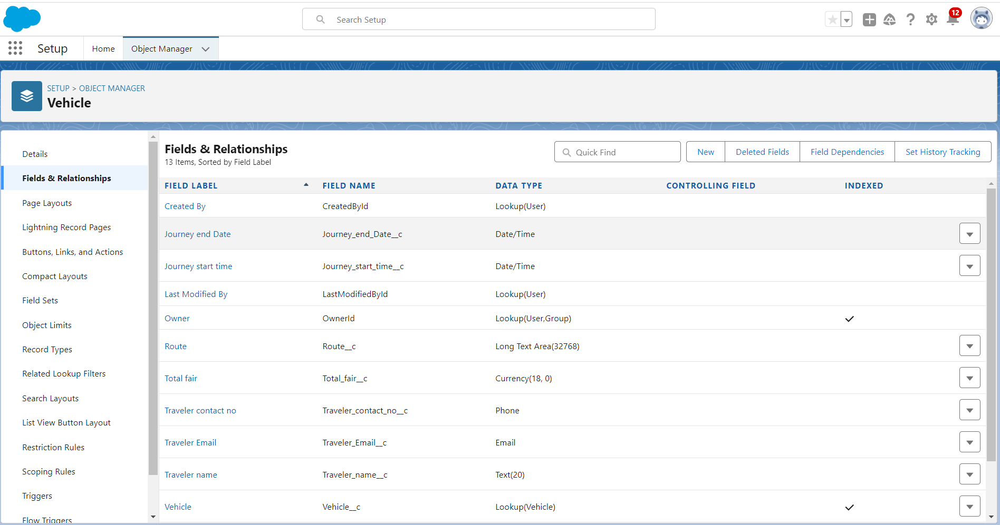 Search Setup
12
Setup
Home
Object Manager
SETUP > OBJECT MANAGER
Vehicle
Details
Fields & Relationships
Page Layouts
Lightning Record Pages
Buttons, Links, and Actions
Compact Layouts
Field Sets
Object Limits
Record Types
Related Lookup Filters
Search Layouts
List View Button Layout
Restriction Rules
Scoping Rules
Triggers
Flow Triggers
Fields & Relationships
13 Items, Sorted by Field Label
Quick Find
New
Deleted Fields
Field Dependencies
Set History Tracking
FIELD LABEL FIELD NAME DATA TYPE CONTROLLING FIELD INDEXED
Created By CreatedById Lookup(User)
Journey end Date Journey_end_Date__c Date/Time
Journey start time Journey_start_time__c Date/Time
Last Modified By LastModifiedById Lookup(User)
Owner OwnerId Lookup(User,Group)
Route Route__c Long Text Area(32768)
Total fair Total_fair__c Currency(18, 0)
Traveler contact no Traveler_contact_no__c Phone
Traveler Email Traveler_Email__c Email
Traveler name Traveler_name__c Text(20)
Vehicle Vehicle__c Lookup(Vehicle)